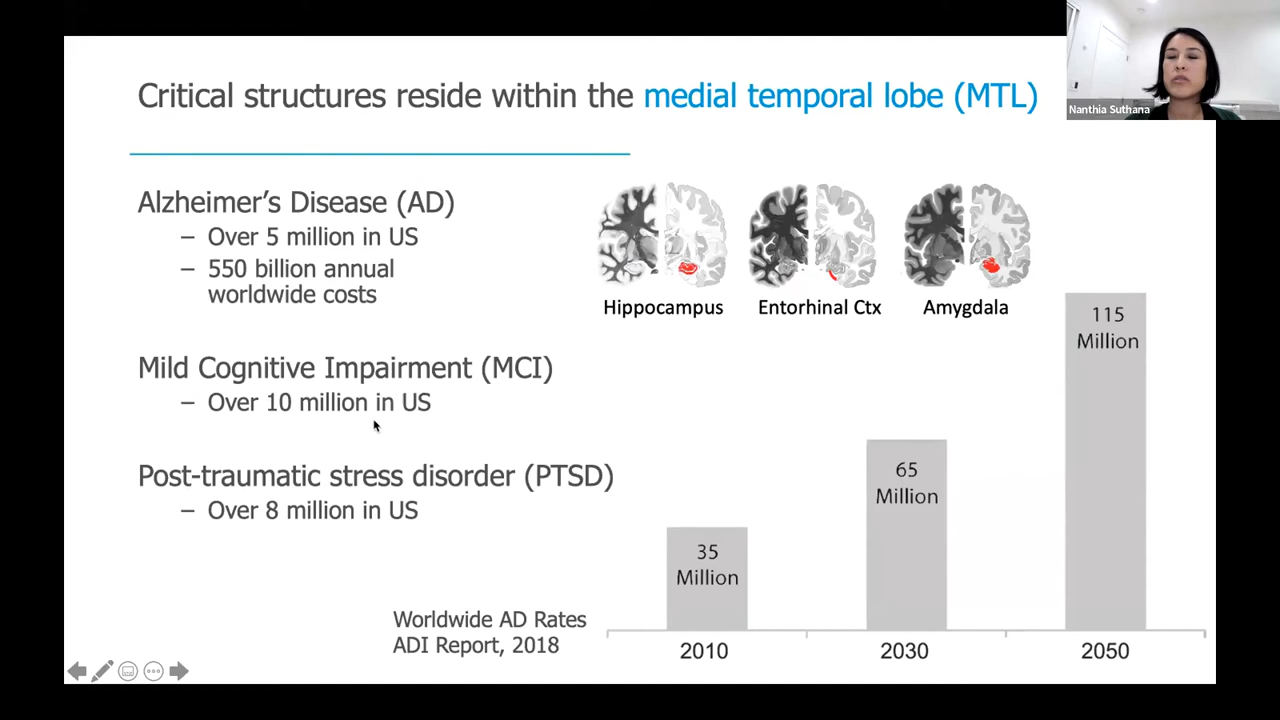 Critical structures reside within the medial temporal lobe (MTL)
Nanthia Suthana
Alzheimer's Disease (AD)
– Over 5 million in US
– 550 billion annual
worldwide costs
Mild Cognitive Impairment (MCI)
– Over 10 million in US
Post-traumatic stress disorder (PTSD)
– Over 8 million in US
Hippocampus
Entorhinal Ctx
Amygdala
115
Million
65
Million
35
Million
Worldwide AD Rates
ADI Report, 2018
2010
2030
2050